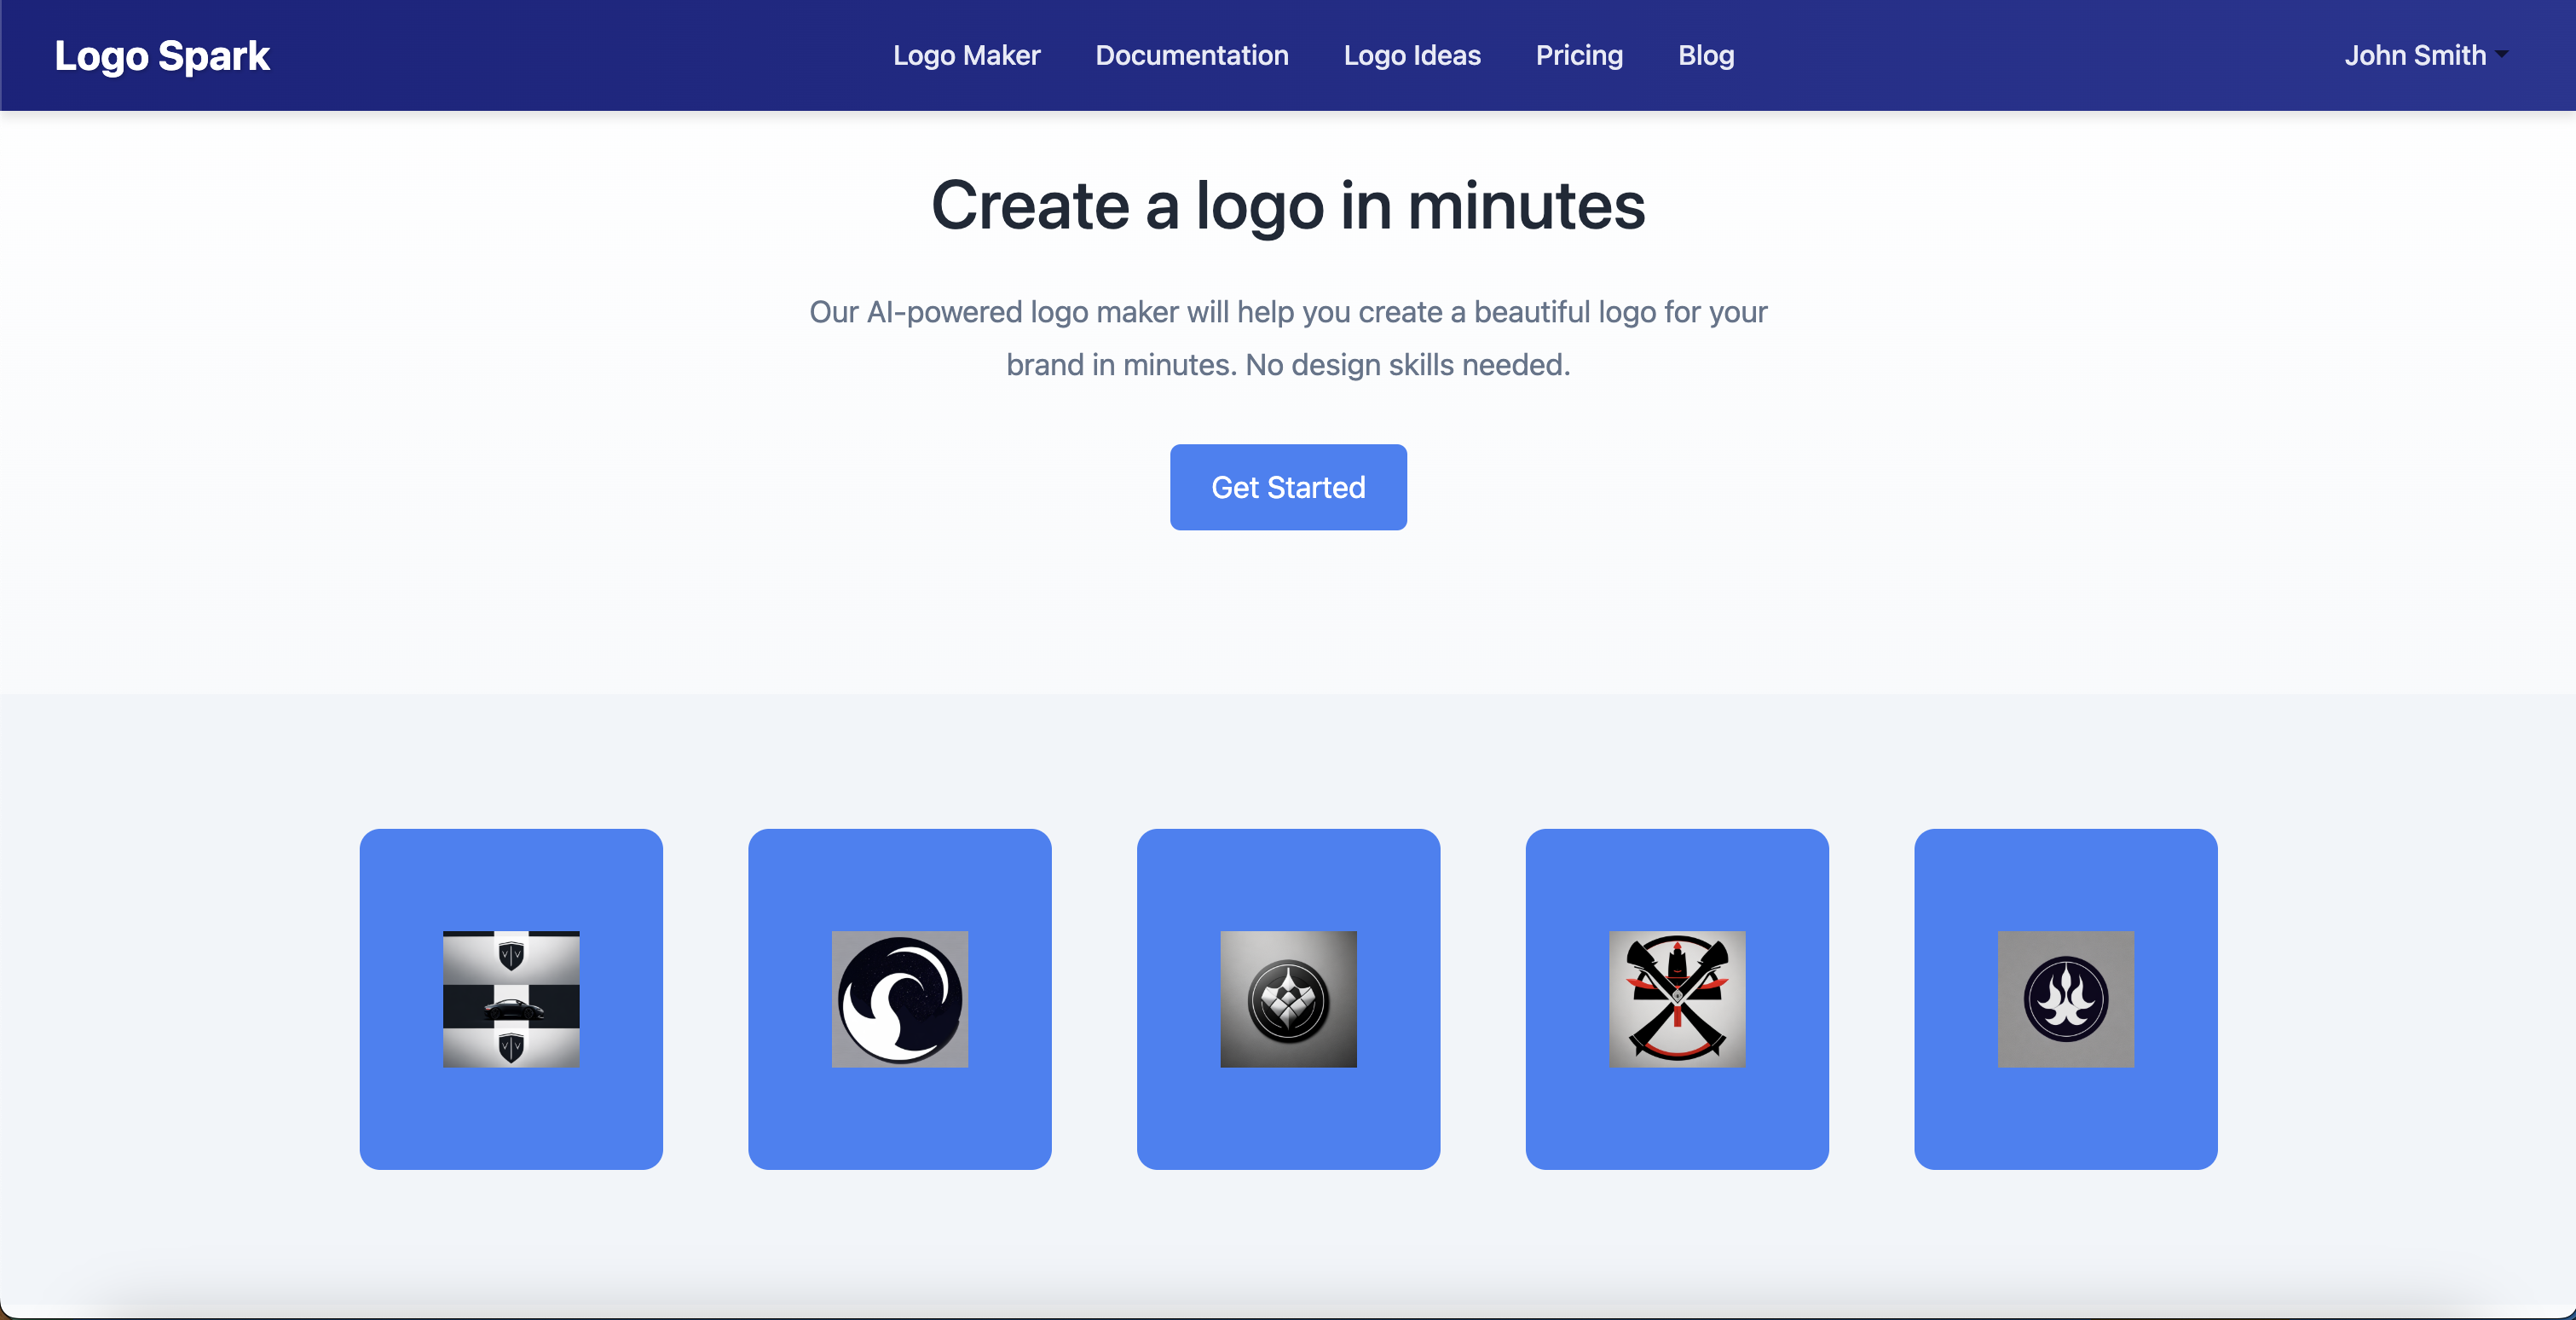 Logo Spark
Logo Maker
Documentation
Logo Ideas
Pricing
Blog
John Smith
Create a logo in minutes
Our AI-powered logo maker will help you create a beautiful logo for your
brand in minutes. No design skills needed.
Get Started